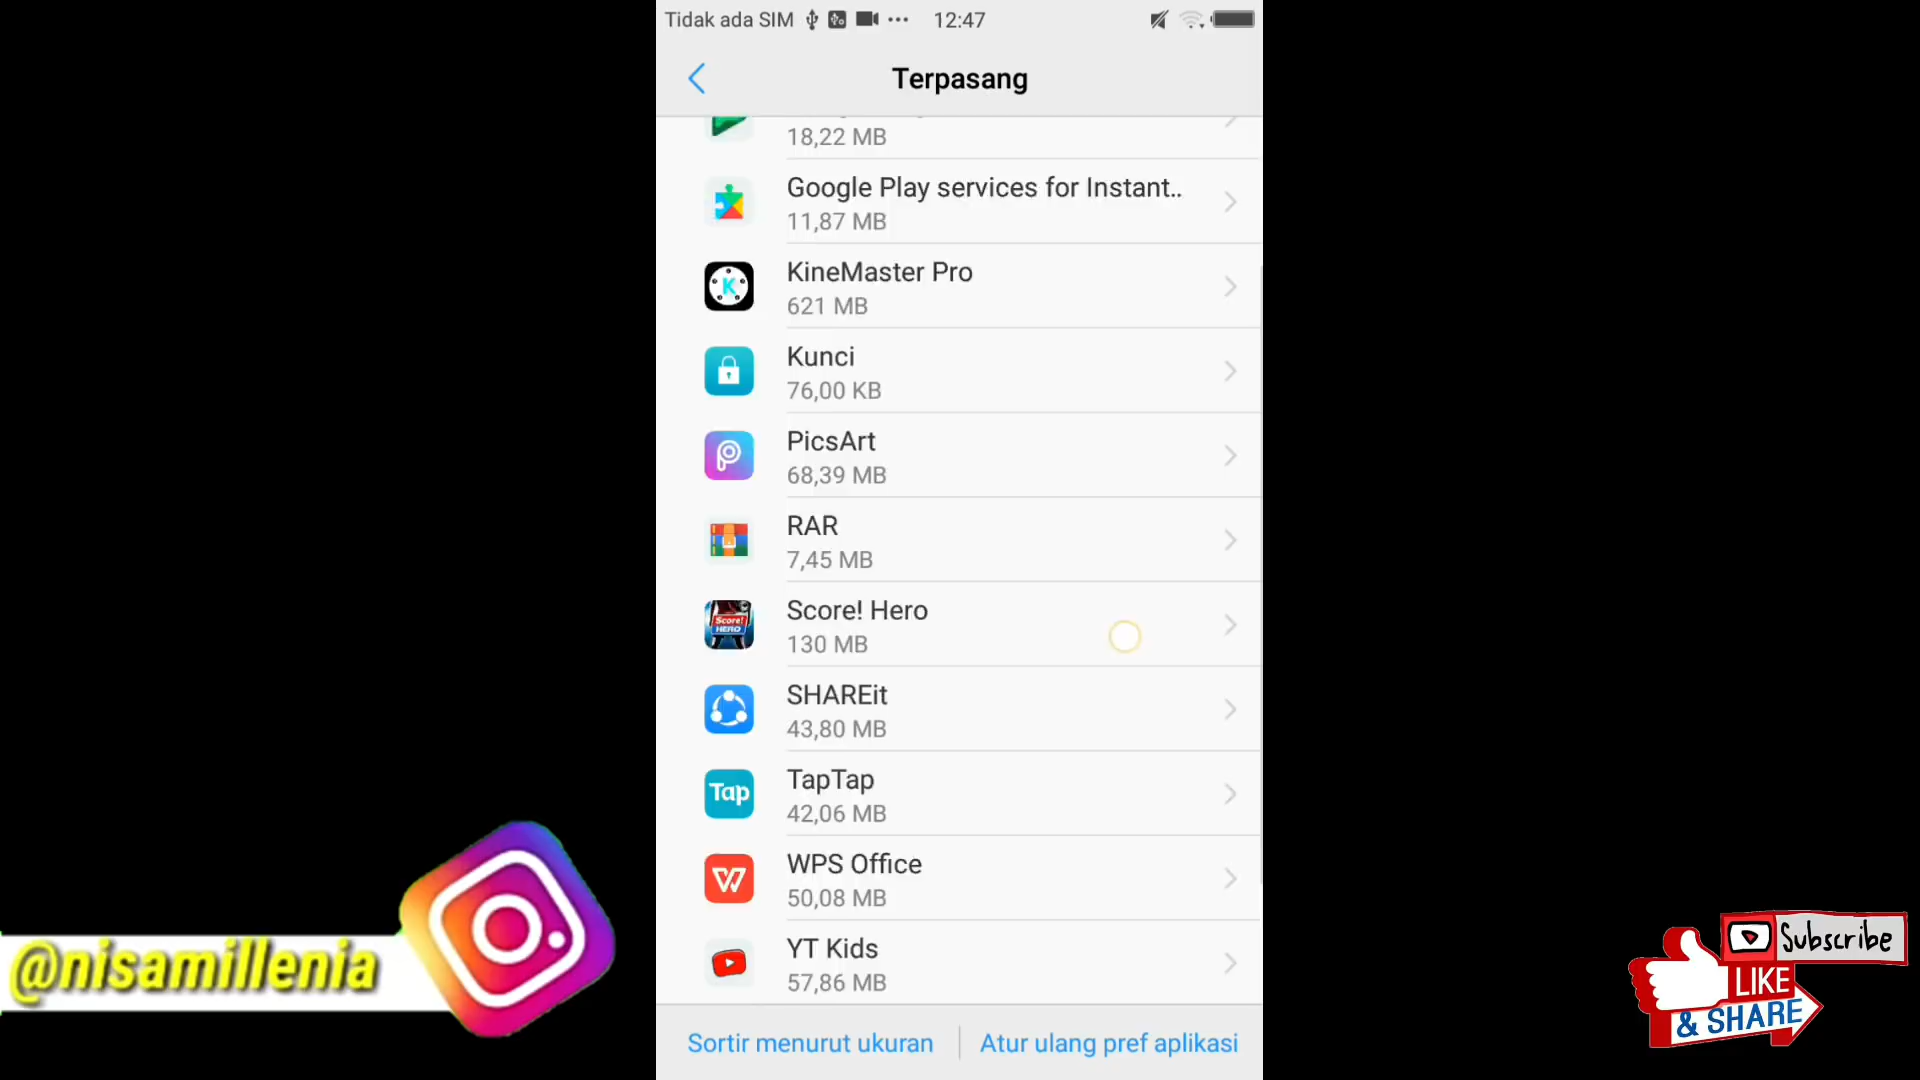 Tidak ada SIM 12:47
Terpasang
18,22 MB
Google Play services for Instant..
11,87 MB
KineMaster Pro
621 MB
Kunci
76,00 KB
PicsArt
68,39 MB
RAR
7,45 MB
Score! Hero
130 MB
SHAREit
43,80 MB
TapTap
42,06 MB
WPS Office
50,08 MB
YT Kids
57,86 MB
Sortir menurut ukuran
Atur ulang pref aplikasi
K
Score!
HERO
Tap
@nisamillenia
Subscribe
LIKE
& SHARE